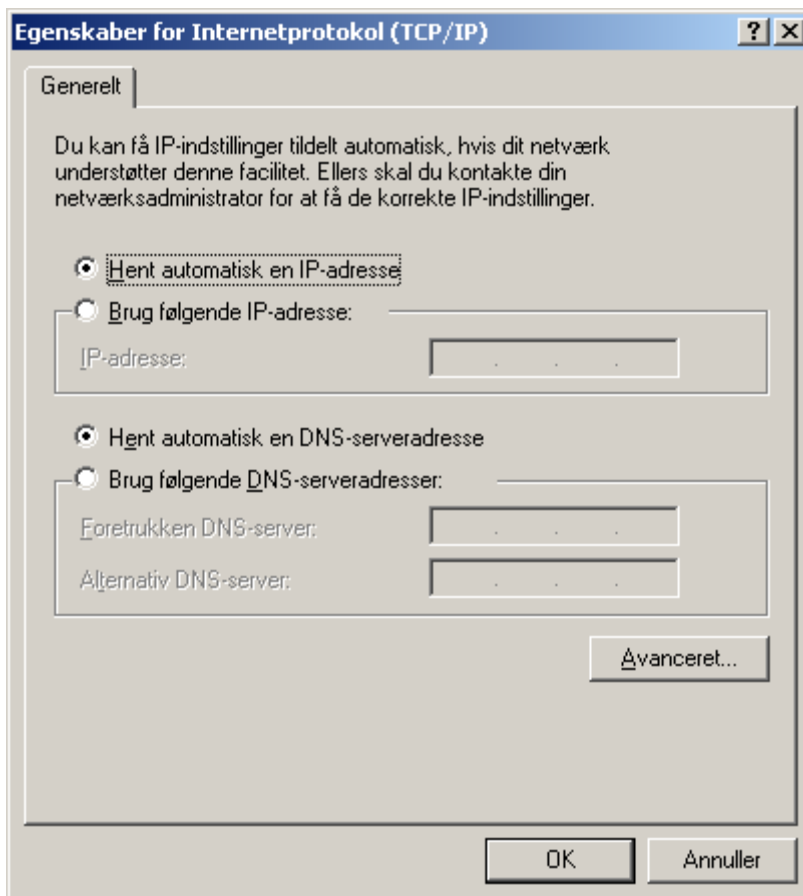 Egenskaber for Internetprotokol (TCP/IP)
Generelt
Du kan få IP-indstillinger tildelt automatisk, hvis dit netværk
understøtter denne facilitet. Ellers skal du kontakte din
netværksadministrator for at få de korrekte IP-indstillinger.
Hent automatisk en IP-adresse
Brug følgende IP-adresse:
IP-adresse:
Hent automatisk en DNS-serveradresse
Brug følgende DNS-serveradresser:
Foretrukken DNS-server:
Alternativ DNS-server:
Avanceret...
OK Annuller